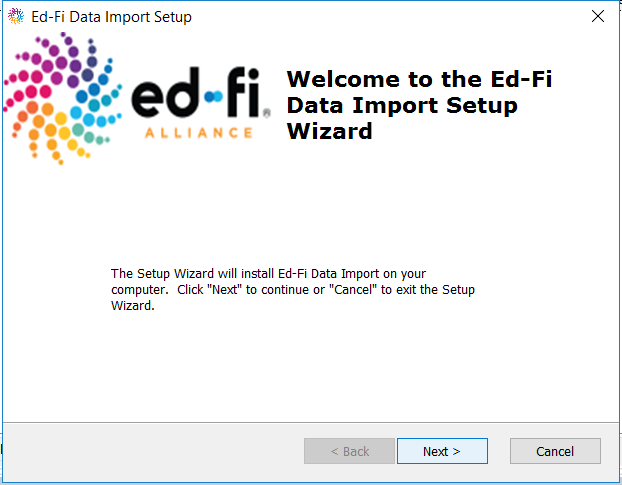 Ed-Fi Data Import Setup
ed-fi®
ALLIANCE
Welcome to the Ed-Fi
Data Import Setup
Wizard
The Setup Wizard will install Ed-Fi Data Import on your
computer.  Click "Next" to continue or "Cancel" to exit the Setup
Wizard.
< Back
Next >
Cancel